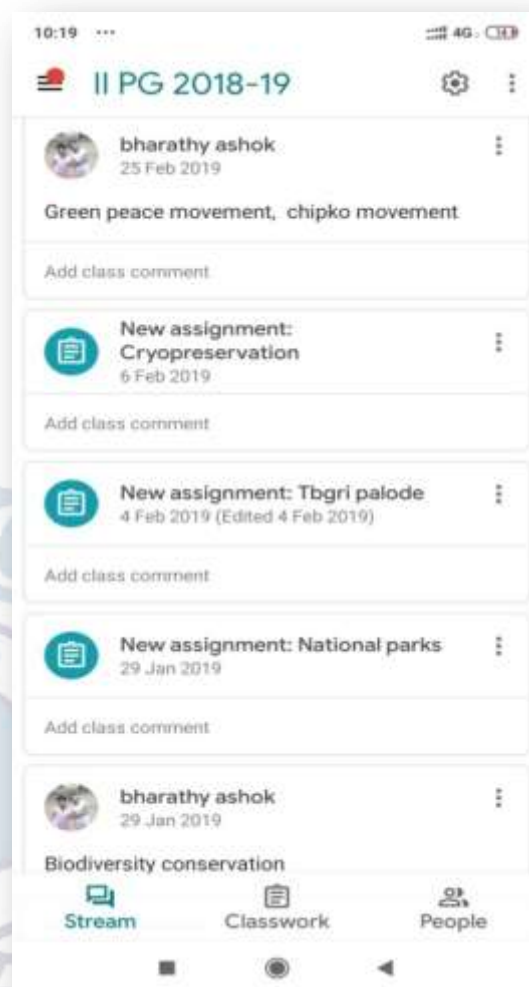 10:19 ...
4G
II PG 2018-19
bharathy ashok
25 Feb 2019
Green peace movement, chipko movement
Add class comment
New assignment:
Cryopreservation
6 Feb 2019
Add class comment
New assignment: Tbgri palode
4 Feb 2019 (Edited 4 Feb 2019)
Add class comment
New assignment: National parks
29 Jan 2019
Add class comment
bharathy ashok
29 Jan 2019
Biodiversity conservation
Stream Classwork People